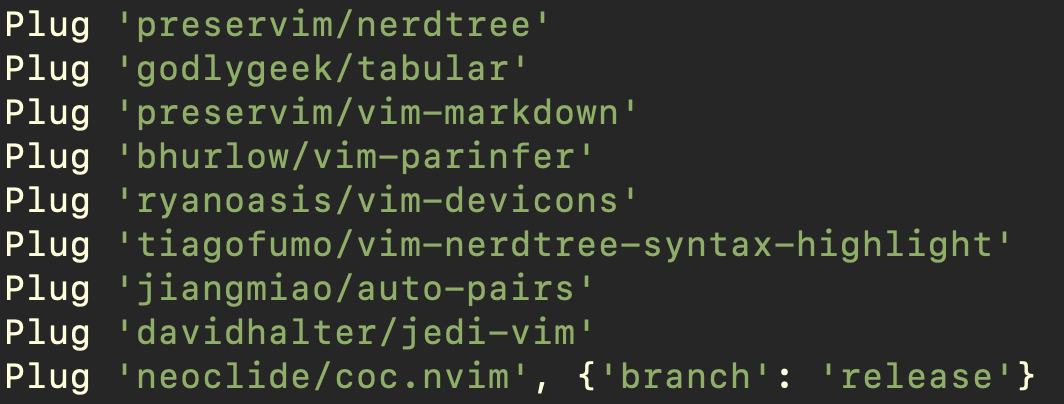 Plug 'preservim/nerdtree'
Plug 'godlygeek/tabular'
Plug 'preservim/vim-markdown'
Plug 'bhurlow/vim-parinfer'
Plug 'ryanoasis/vim-devicons'
Plug 'tiagofumo/vim-nerdtree-syntax-highlight'
Plug 'jiangmiao/auto-pairs'
Plug 'davidhalter/jedi-vim'
Plug 'neoclide/coc.nvim', {'branch': 'release'}